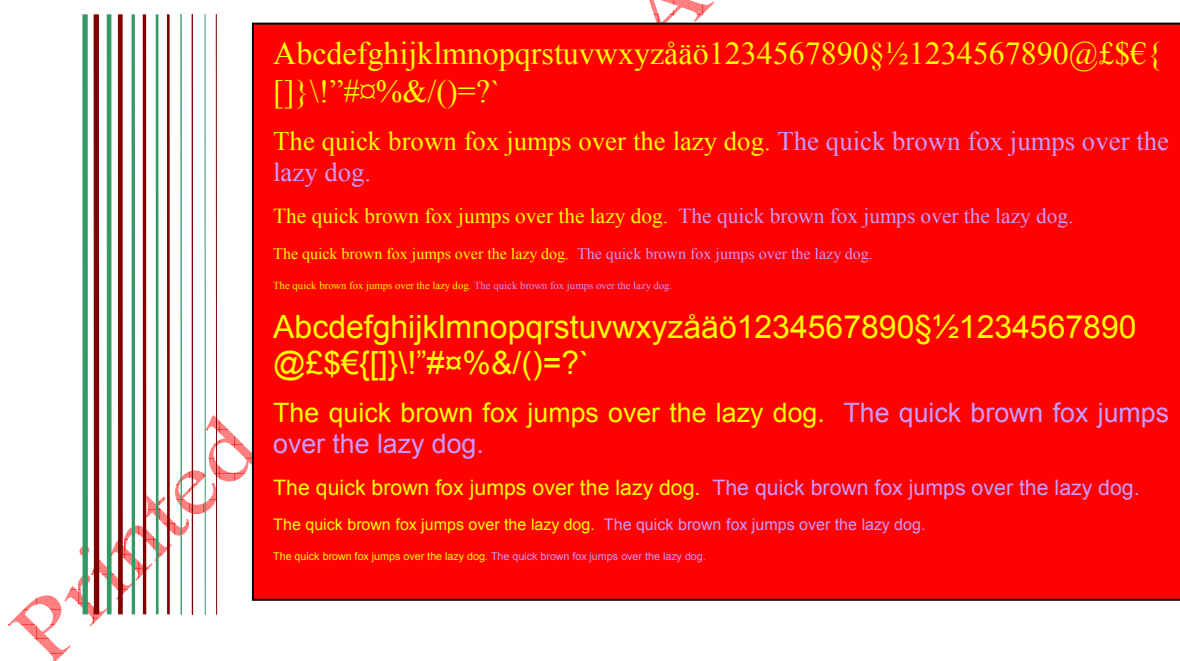 Abcdefghijklmnopqrstuvwxyzåäö1234567890§½1234567890@£$€{
[]}\!”#¤%&/()=?`
The quick brown fox jumps over the lazy dog. The quick brown fox jumps over the
lazy dog.
The quick brown fox jumps over the lazy dog.  The quick brown fox jumps over the lazy dog.
The quick brown fox jumps over the lazy dog.  The quick brown fox jumps over the lazy dog.
The quick brown fox jumps over the lazy dog. The quick brown fox jumps over the lazy dog.
Abcdefghijklmnopqrstuvwxyzåäö1234567890§½1234567890
@£$€{[]}\!”#¤%&/()=?`
The quick brown fox jumps over the lazy dog.  The quick brown fox jumps
over the lazy dog.
The quick brown fox jumps over the lazy dog.  The quick brown fox jumps over the lazy dog.
The quick brown fox jumps over the lazy dog.  The quick brown fox jumps over the lazy dog.
The quick brown fox jumps over the lazy dog. The quick brown fox jumps over the lazy dog.
Printed